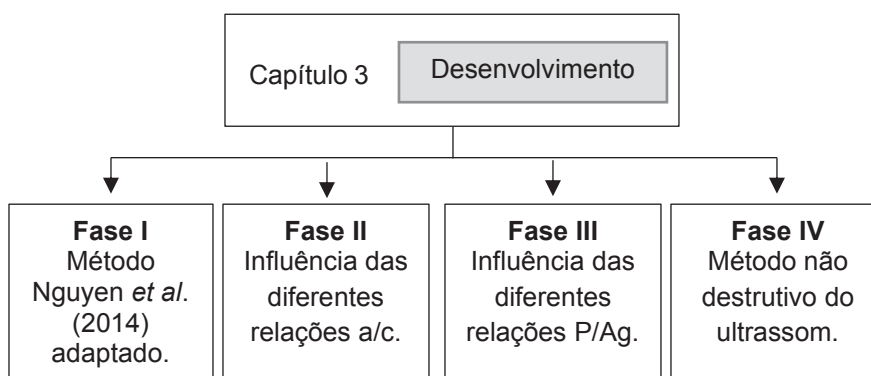 Capítulo 3
Desenvolvimento
Fase I
Método
Nguyen et al.
(2014)
adaptado.
Fase II
Influência das
diferentes
relações a/c.
Fase III
Influência das
diferentes
relações P/Ag.
Fase IV
Método não
destrutivo do
ultrassom.